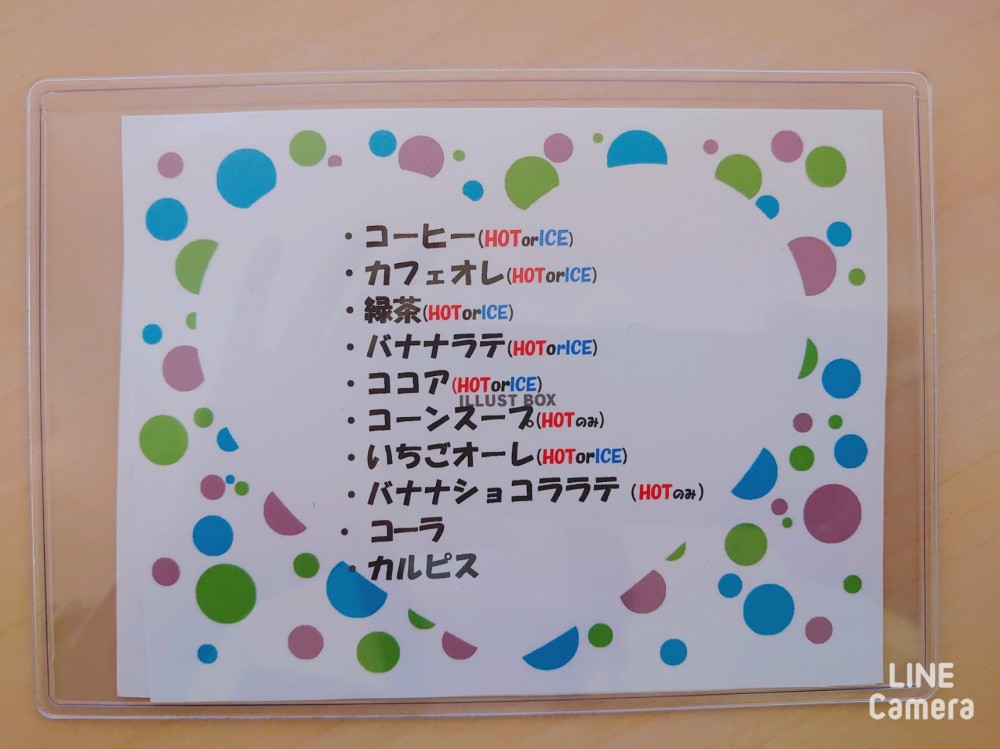 ・コーヒー(HOTorICE)
・カフェオレ(HOTorICE)
・緑茶(HOTorICE)
・バナナラテ(HOTorICE)
・ココア(HOTorICE)
ILLUST BOX
・コーンスープ(HOTのみ)
・いちごオーレ(HOTorICE)
・バナナショコララテ (HOTのみ)
・コーラ
・カルピス
LINE
Camera